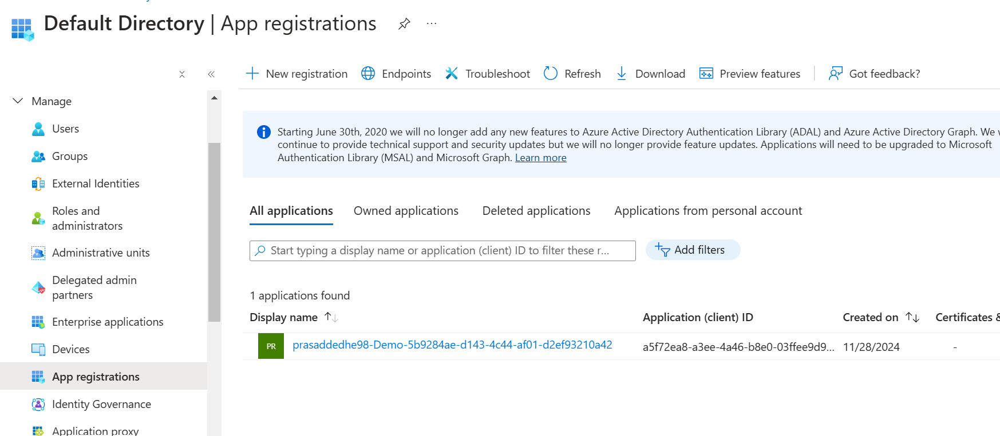 Default Directory | App registrations
New registration
Endpoints
Troubleshoot
Refresh
Download
Preview features
Got feedback?
Manage
Users
Groups
External Identities
Roles and
administrators
Administrative units
Delegated admin
partners
Enterprise applications
Devices
App registrations
Identity Governance
Application proxy
Starting June 30th, 2020 we will no longer add any new features to Azure Active Directory Authentication Library (ADAL) and Azure Active Directory Graph. We
continue to provide technical support and security updates but we will no longer provide feature updates. Applications will need to be upgraded to Microsoft
Authentication Library (MSAL) and Microsoft Graph. Learn more
All applications
Owned applications
Deleted applications
Applications from personal account
Start typing a display name or application (client) ID to filter these r...
Add filters
1 applications found
Display name
Application (client) ID
Created on
Certificates &
PR
prasaddedhe98-Demo-5b9284ae-d143-4c44-af01-d2ef93210a42
a5f72ea8-a3ee-4a46-b8e0-03ffee9d9...
11/28/2024
-